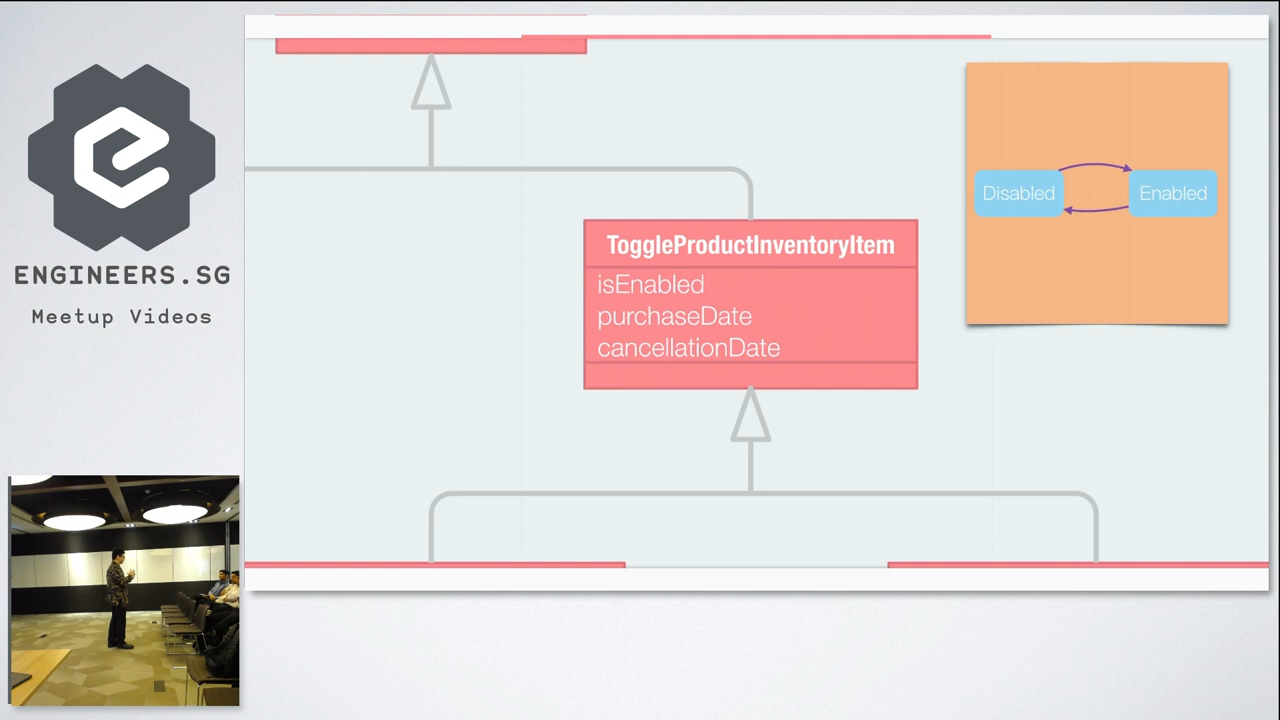 ENGINEERS.SG
Meetup Videos
ToggleProductInventoryItem
isEnabled
purchaseDate
cancellationDate
Disabled
Enabled